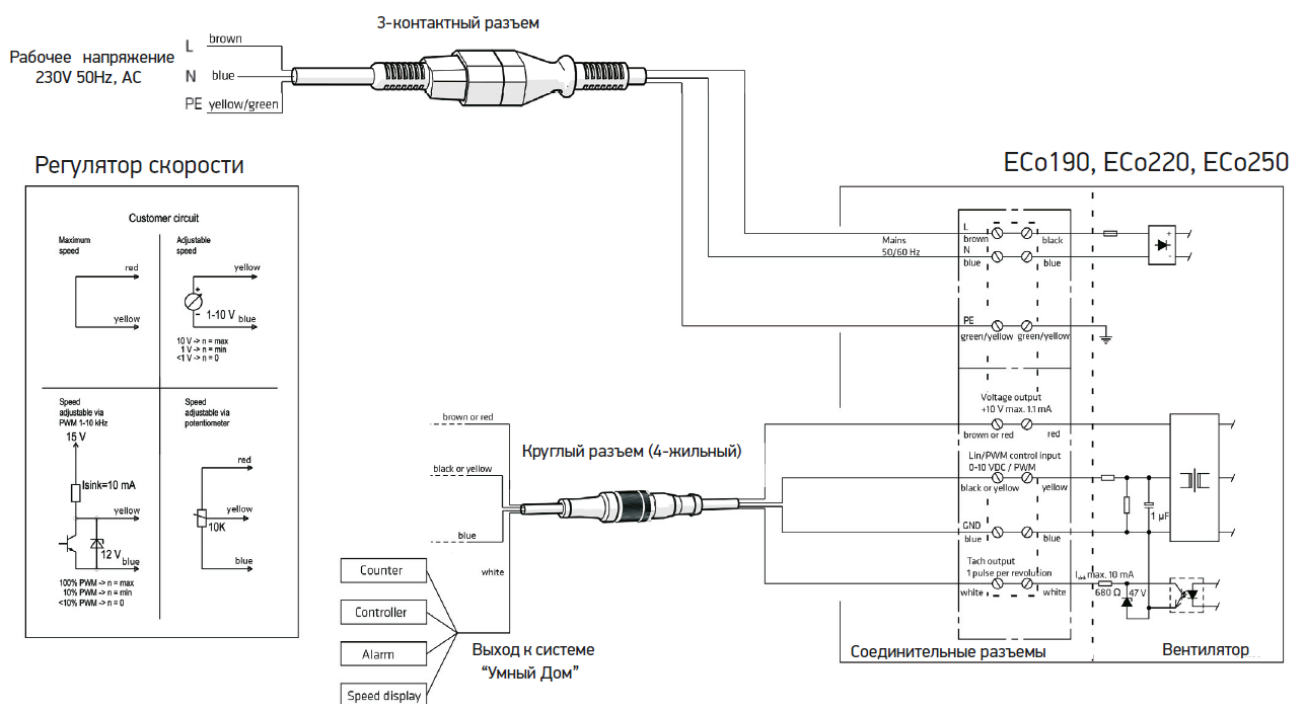 3-контактный разъем
Рабочее напряжение
230V 50Hz, AC
L brown
N blue
PE yellow/green
Регулятор скорости
Customer circuit
Maximum
speed
red
yellow
Adjustable
speed
yellow
+
1-10 V
-
blue
10 V -> n = max
1 V -> n = min
<1 V -> n = 0
Speed
adjustable via
PWM 1-10 kHz
15 V
Isink=10 mA
yellow
12 V
blue
100% PWM -> n = max
10% PWM -> n = min
<10% PWM -> n = 0
Speed
adjustable via
potentiometer
red
yellow
10K
blue
brown or red
black or yellow
blue
white
Круглый разъем (4-жильный)
Counter
Controller
Alarm
Speed display
Выход к системе
“Умный Дом”
ECo190, ECo220, ECo250
Mains
50/60 Hz
L
brown
black
N
blue
blue
+
-
PE
green/yellow
green/yellow
Voltage output
+10 V max. 1.1 mA
brown or red
red
Lin/PWM control input
0-10 VDC / PWM
black or yellow
yellow
1 µF
GND
blue
blue
Tach output
1 pulse per revolution
white
white
max. 10 mA
680 Ω
47 V
Соединительные разъемы
Вентилятор